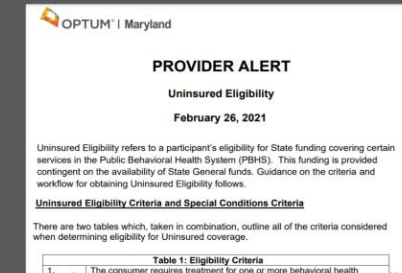 OPTUM® | Maryland
PROVIDER ALERT
Uninsured Eligibility
February 26, 2021
Uninsured Eligibility refers to a participant's eligibility for State funding covering certain
services in the Public Behavioral Health System (PBHS). This funding is provided
contingent on the availability of State General funds. Guidance on the criteria and
workflow for obtaining Uninsured Eligibility follows.
Uninsured Eligibility Criteria and Special Conditions Criteria
There are two tables which, taken in combination, outline all of the criteria considered
when determining eligibility for Uninsured coverage.
Table 1: Eligibility Criteria
1. The consumer requires treatment for one or more behavioral health